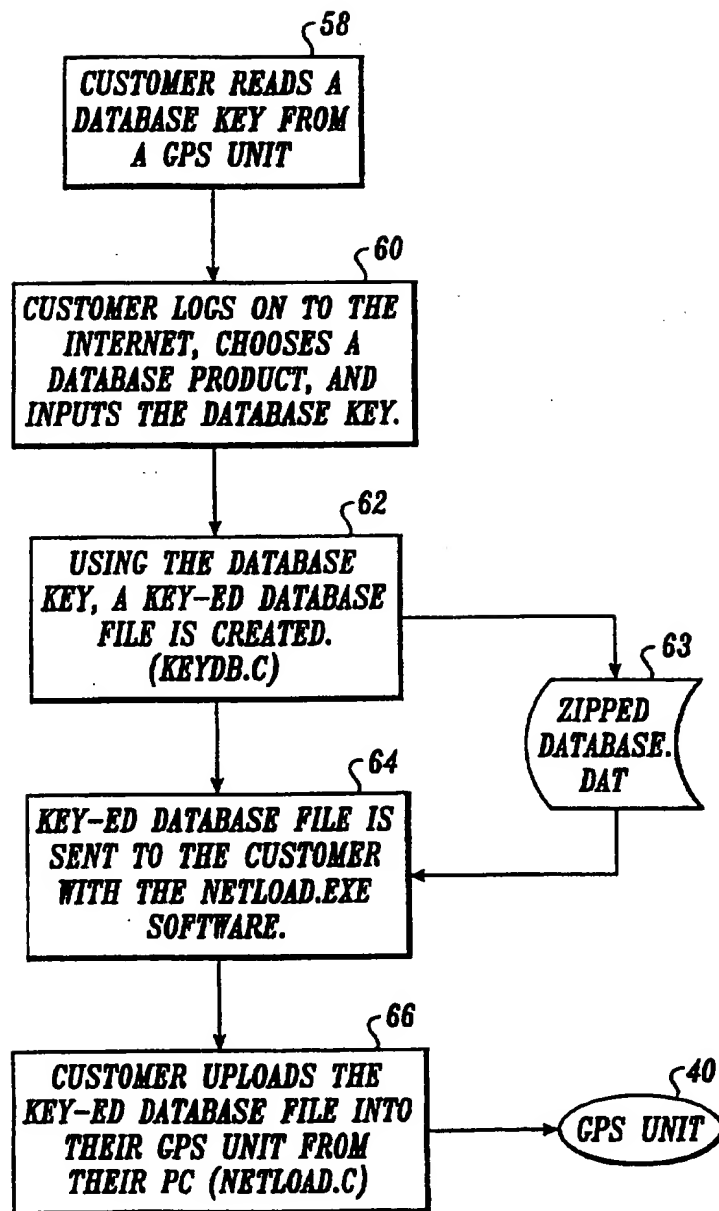 58
CUSTOMER READS A
DATABASE KEY FROM
A GPS UNIT
60
CUSTOMER LOGS ON TO THE
INTERNET, CHOOSES A
DATABASE PRODUCT, AND
INPUTS THE DATABASE KEY.
62
USING THE DATABASE
KEY, A KEY-ED DATABASE
FILE IS CREATED.
(KEYDB.C)
63
ZIPPED
DATABASE.
DAT
64
KEY-ED DATABASE FILE IS
SENT TO THE CUSTOMER
WITH THE NETLOAD.EXE
SOFTWARE.
66
CUSTOMER UPLOADS THE
KEY-ED DATABASE FILE INTO
THEIR GPS UNIT FROM
THEIR PC (NETLOAD.C)
40
GPS UNIT